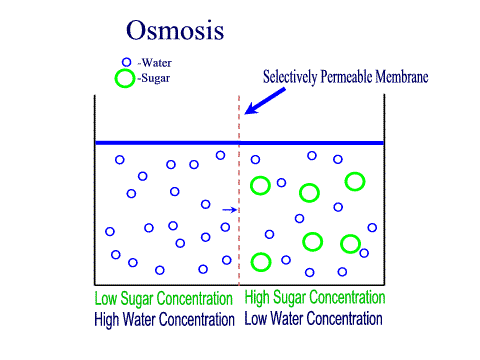 Osmosis
-Water
-Sugar
Selectively Permeable Membrane
Low Sugar Concentration
High Water Concentration
High Sugar Concentration
Low Water Concentration